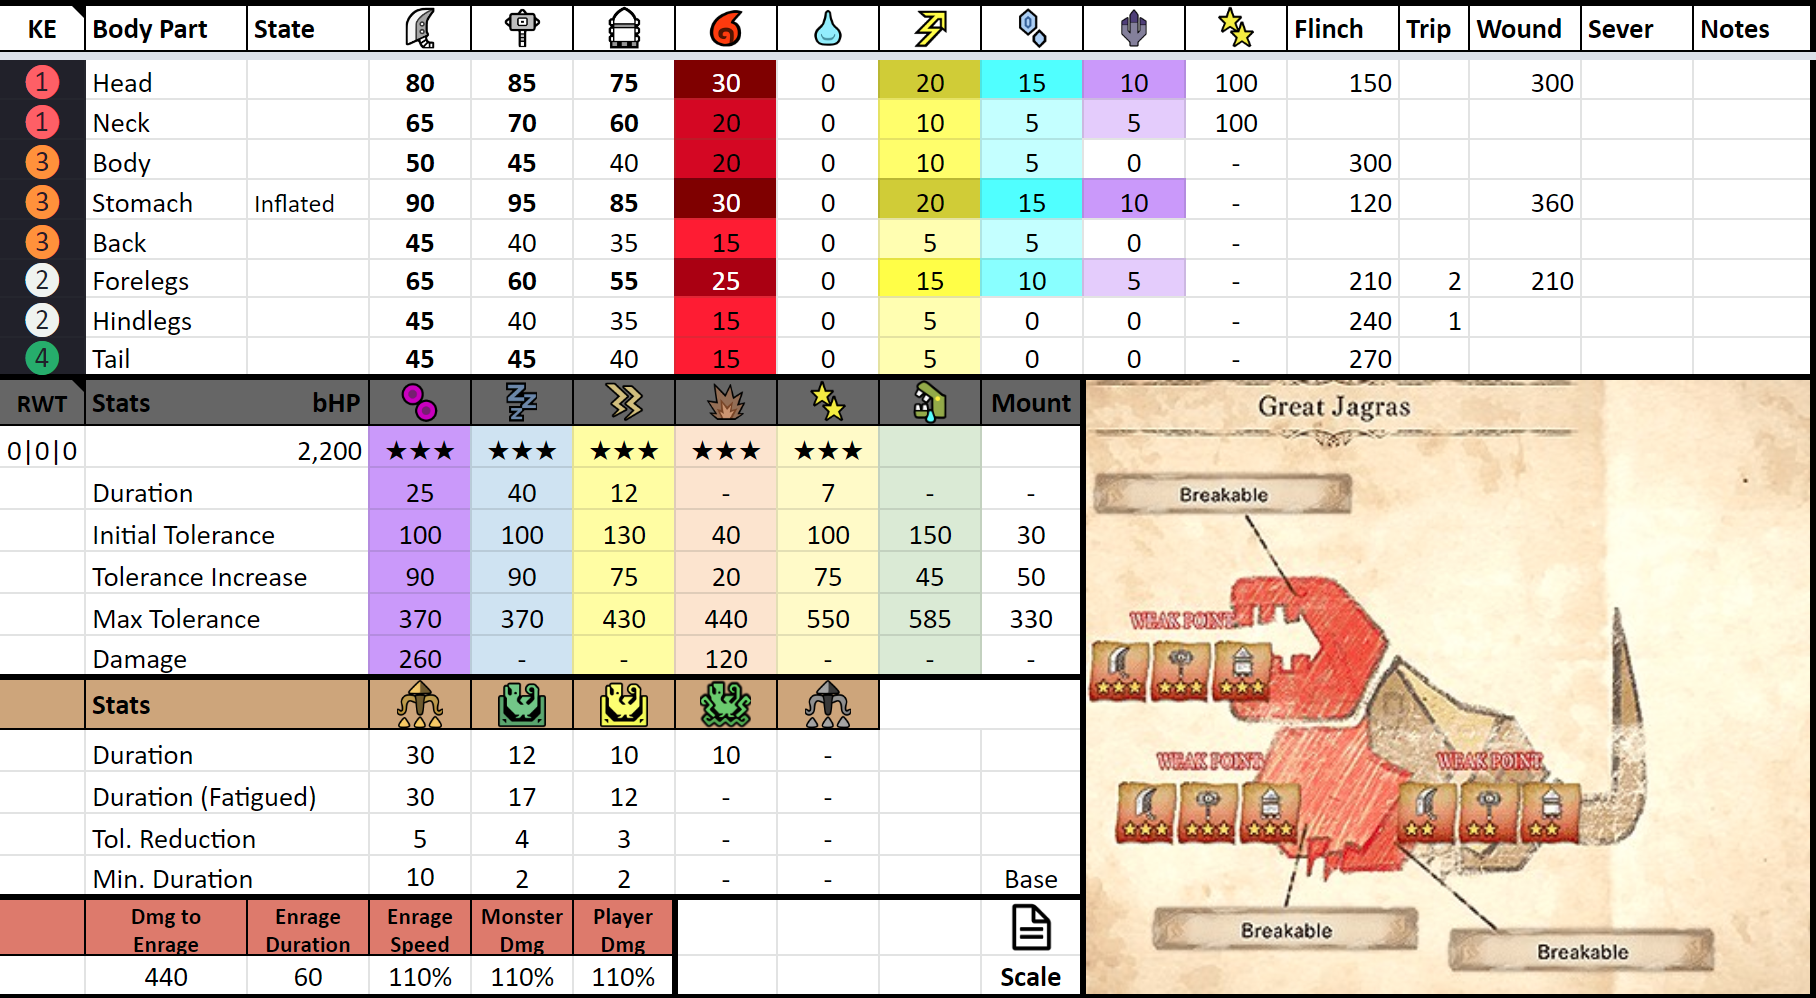 KE Body Part State Flinch Trip Wound Sever Notes
1 Head 80 85 75 30 0 20 15 10 100 150 300
1 Neck 65 70 60 20 0 10 5 5 100
3 Body 50 45 40 20 0 10 5 0 - 300
3 Stomach Inflated 90 95 85 30 0 20 15 10 - 120 360
3 Back 45 40 35 15 0 5 5 0 -
2 Forelegs 65 60 55 25 0 15 10 5 - 210 2 210
2 Hindlegs 45 40 35 15 0 5 0 0 - 240 1
4 Tail 45 45 40 15 0 5 0 0 - 270
RWT Stats bHP Mount
0|0|0 2,200 ★★★ ★★★ ★★★ ★★★ ★★★
Duration 25 40 12 - 7 - -
Initial Tolerance 100 100 130 40 100 150 30
Tolerance Increase 90 90 75 20 75 45 50
Max Tolerance 370 370 430 440 550 585 330
Damage 260 - - 120 - - -
Stats
Duration 30 12 10 10 -
Duration (Fatigued) 30 17 12 - -
Tol. Reduction 5 4 3 - -
Min. Duration 10 2 2 - - Base
Dmg to Enrage Enrage Duration Enrage Speed Monster Dmg Player Dmg
440 60 110% 110% 110% Scale
Great Jagras
Breakable
WEAK POINT
WEAK POINT
WEAK POINT
Breakable
Breakable